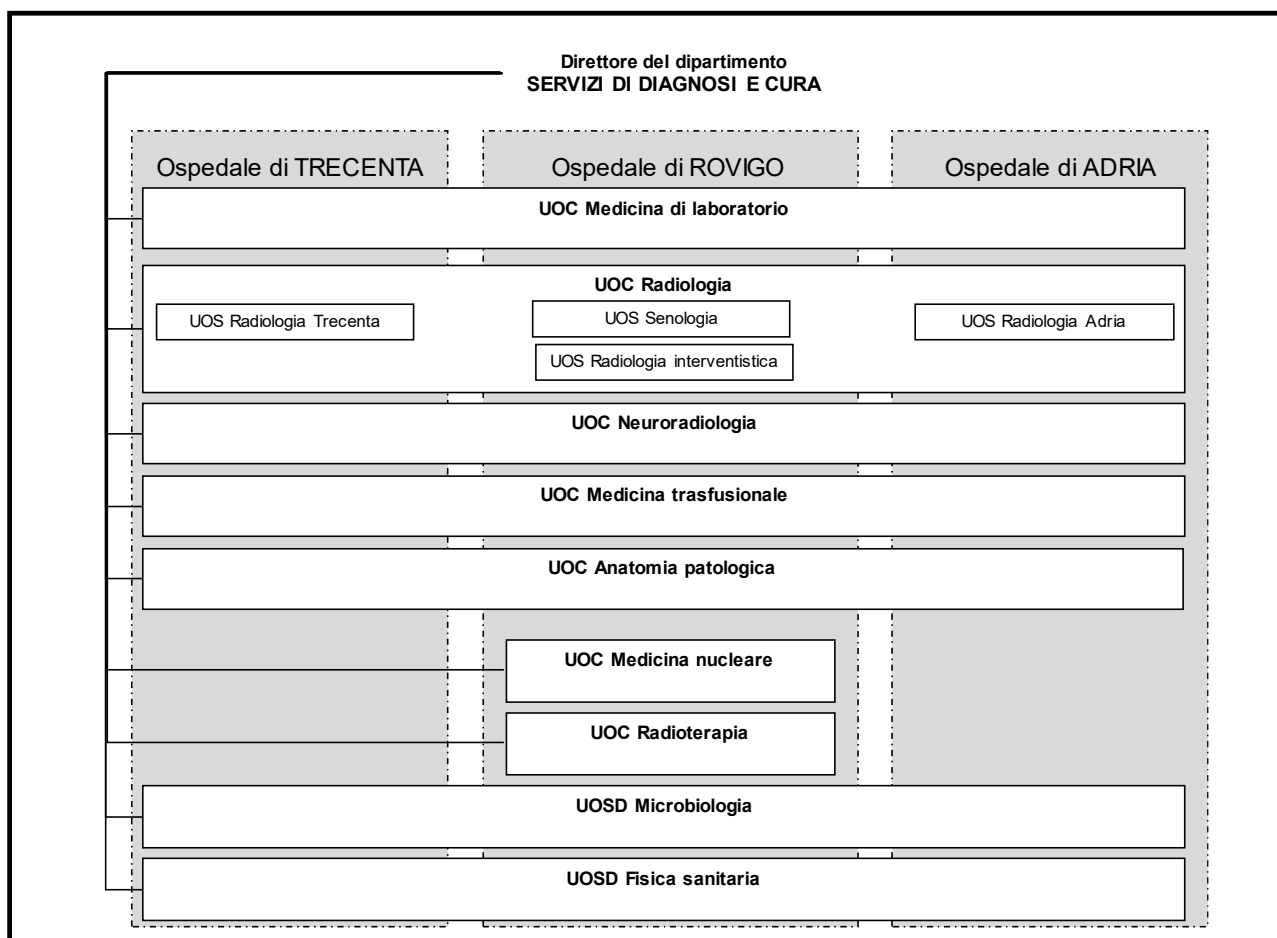 Direttore del dipartimento
SERVIZI DI DIAGNOSI E CURA
Ospedale di TRECENTA
Ospedale di ROVIGO
Ospedale di ADRIA
UOC Medicina di laboratorio
UOC Radiologia
UOS Radiologia Trecenta
UOS Senologia
UOS Radiologia Adria
UOS Radiologia interventistica
UOC Neuroradiologia
UOC Medicina trasfusionale
UOC Anatomia patologica
UOC Medicina nucleare
UOC Radioterapia
UOSD Microbiologia
UOSD Fisica sanitaria